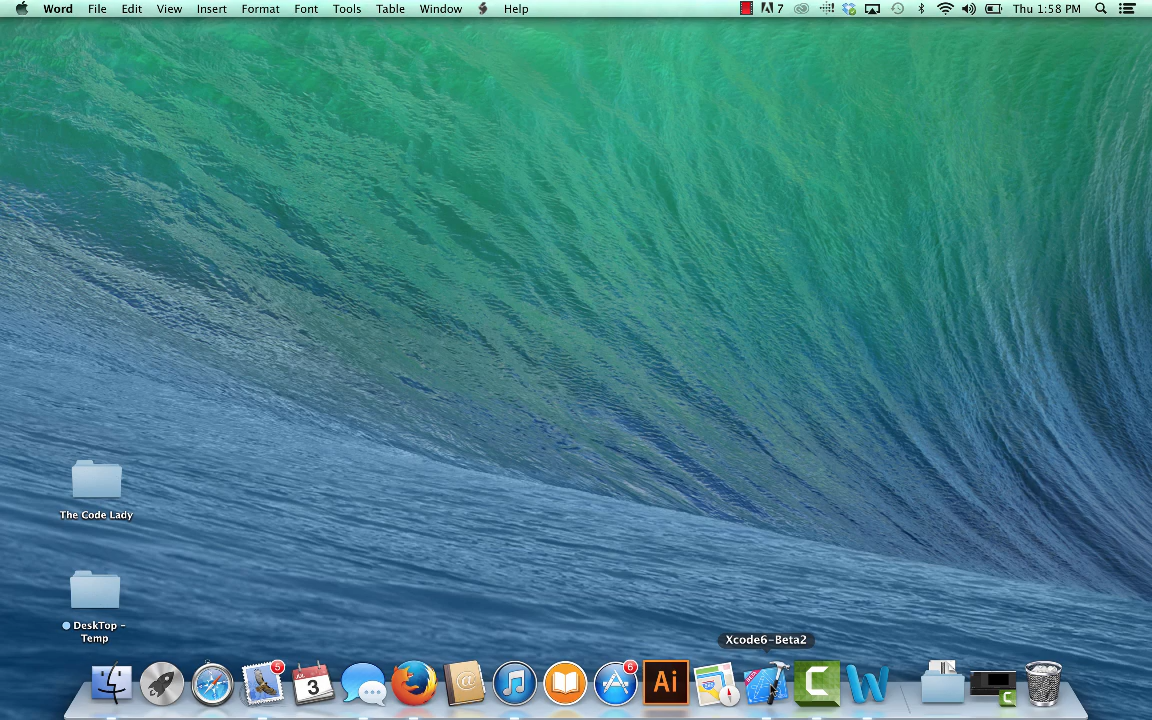 Word File Edit View Insert Format Font Tools Table Window Help 7 Thu 1:58 PM
The Code Lady
DeskTop -
Temp
Xcode6-Beta2
5
JUL
3
@
6
Ai
C
W
C